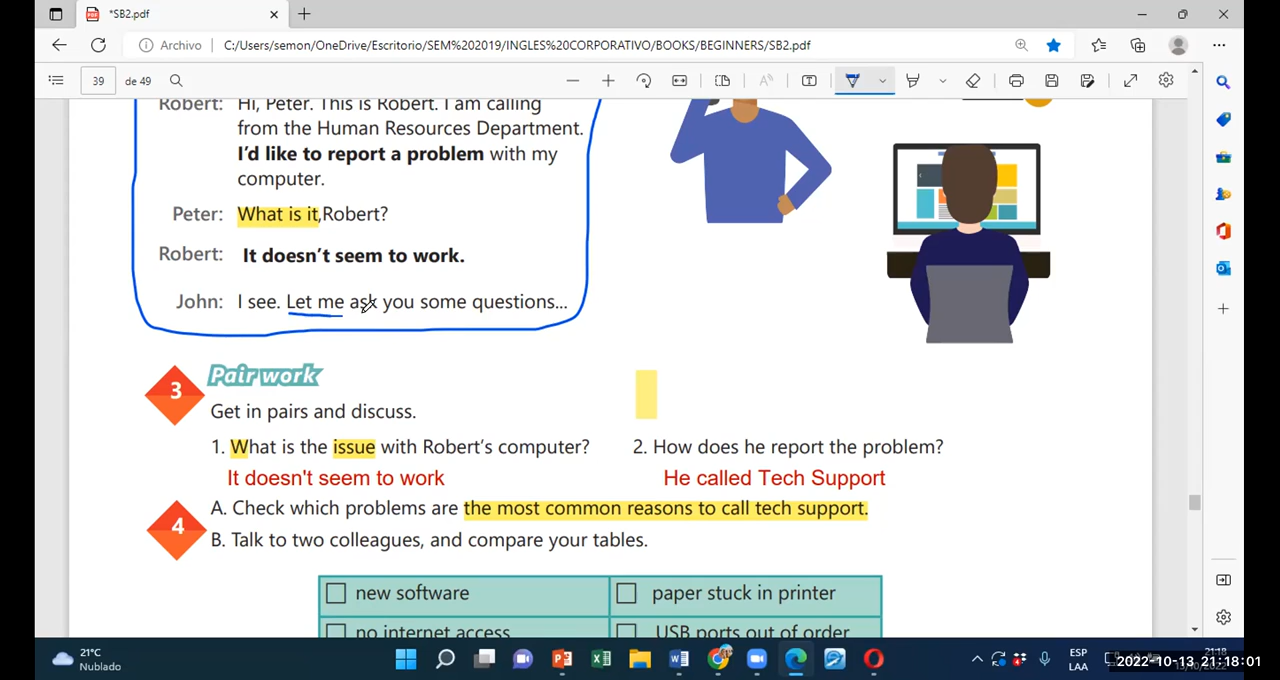 *SB2.pdf
Archivo
C:/Users/semon/OneDrive/Escritorio/SEM%202019/INGLES%20CORPORATIVO/BOOKS/BEGINNERS/SB2.pdf
39 de 49
Robert: Hi, Peter. This is Robert. I am calling
from the Human Resources Department.
I'd like to report a problem with my
computer.
Peter: What is it,Robert?
Robert: It doesn't seem to work.
John: I see. Let me ask you some questions...
3 Pair work
Get in pairs and discuss.
1. What is the issue with Robert's computer? 2. How does he report the problem?
It doesn't seem to work He called Tech Support
4 A. Check which problems are the most common reasons to call tech support.
B. Talk to two colleagues, and compare your tables.
new software paper stuck in printer
no internet access USB ports out of order
21°C
Nublado
ESP
LAA
21:18
2022-10-13 21:18:01